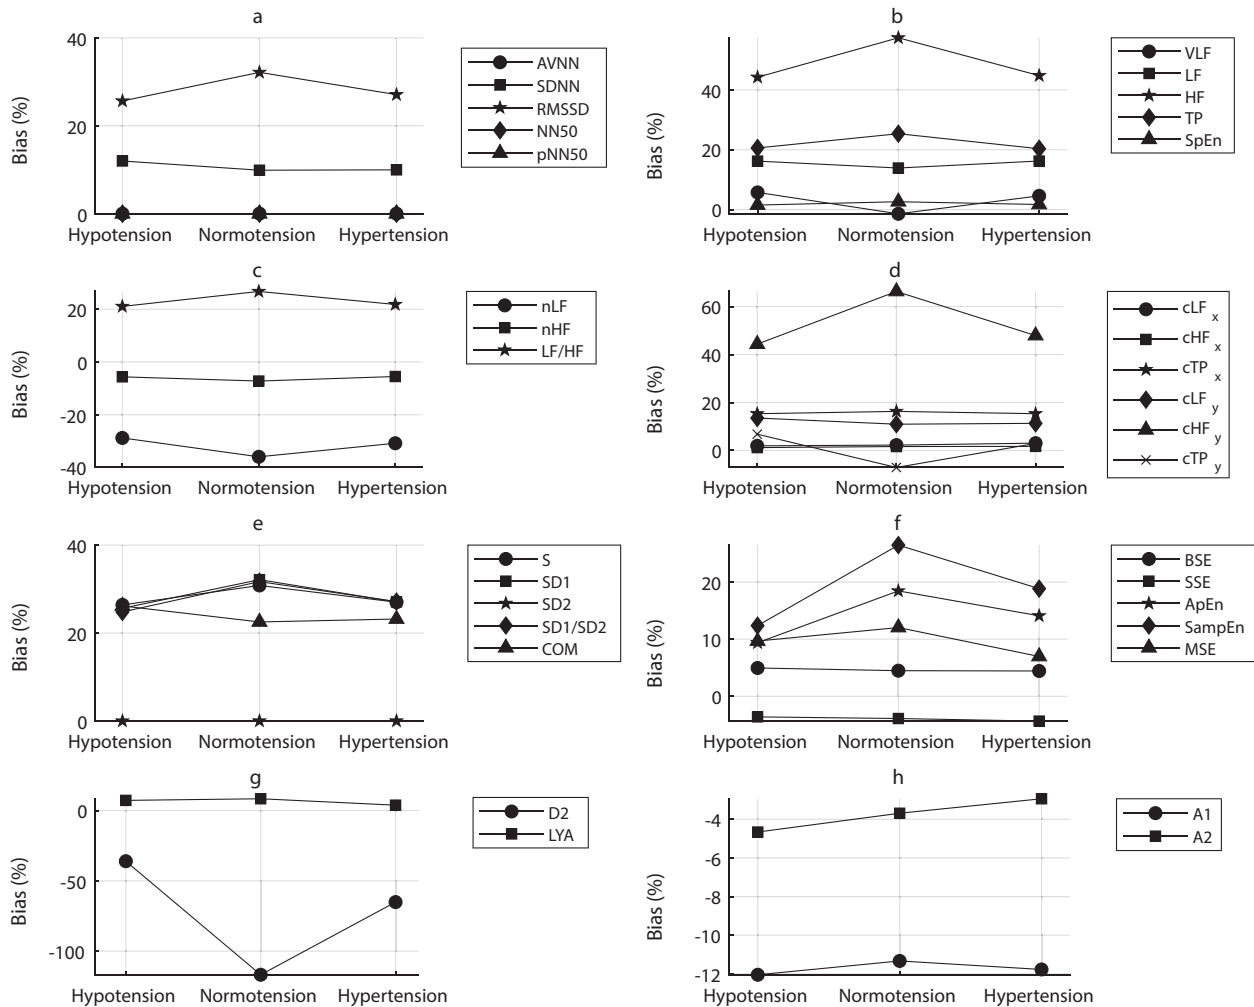 a
Bias (%)
40
20
0
Hypotension Normotension Hypertension
AVNN
SDNN
RMSSD
NN50
pNN50
b
Bias (%)
40
20
0
Hypotension Normotension Hypertension
VLF
LF
HF
TP
SpEn
c
Bias (%)
20
0
-20
-40
Hypotension Normotension Hypertension
nLF
nHF
LF/HF
d
Bias (%)
60
40
20
0
Hypotension Normotension Hypertension
cLF x
cHF x
cTP x
cLF y
cHF y
cTP y
e
Bias (%)
40
20
0
Hypotension Normotension Hypertension
S
SD1
SD2
SD1/SD2
COM
f
Bias (%)
20
10
0
Hypotension Normotension Hypertension
BSE
SSE
ApEn
SampEn
MSE
g
Bias (%)
0
-50
-100
Hypotension Normotension Hypertension
D2
LYA
h
Bias (%)
-4
-6
-8
-10
-12
Hypotension Normotension Hypertension
A1
A2